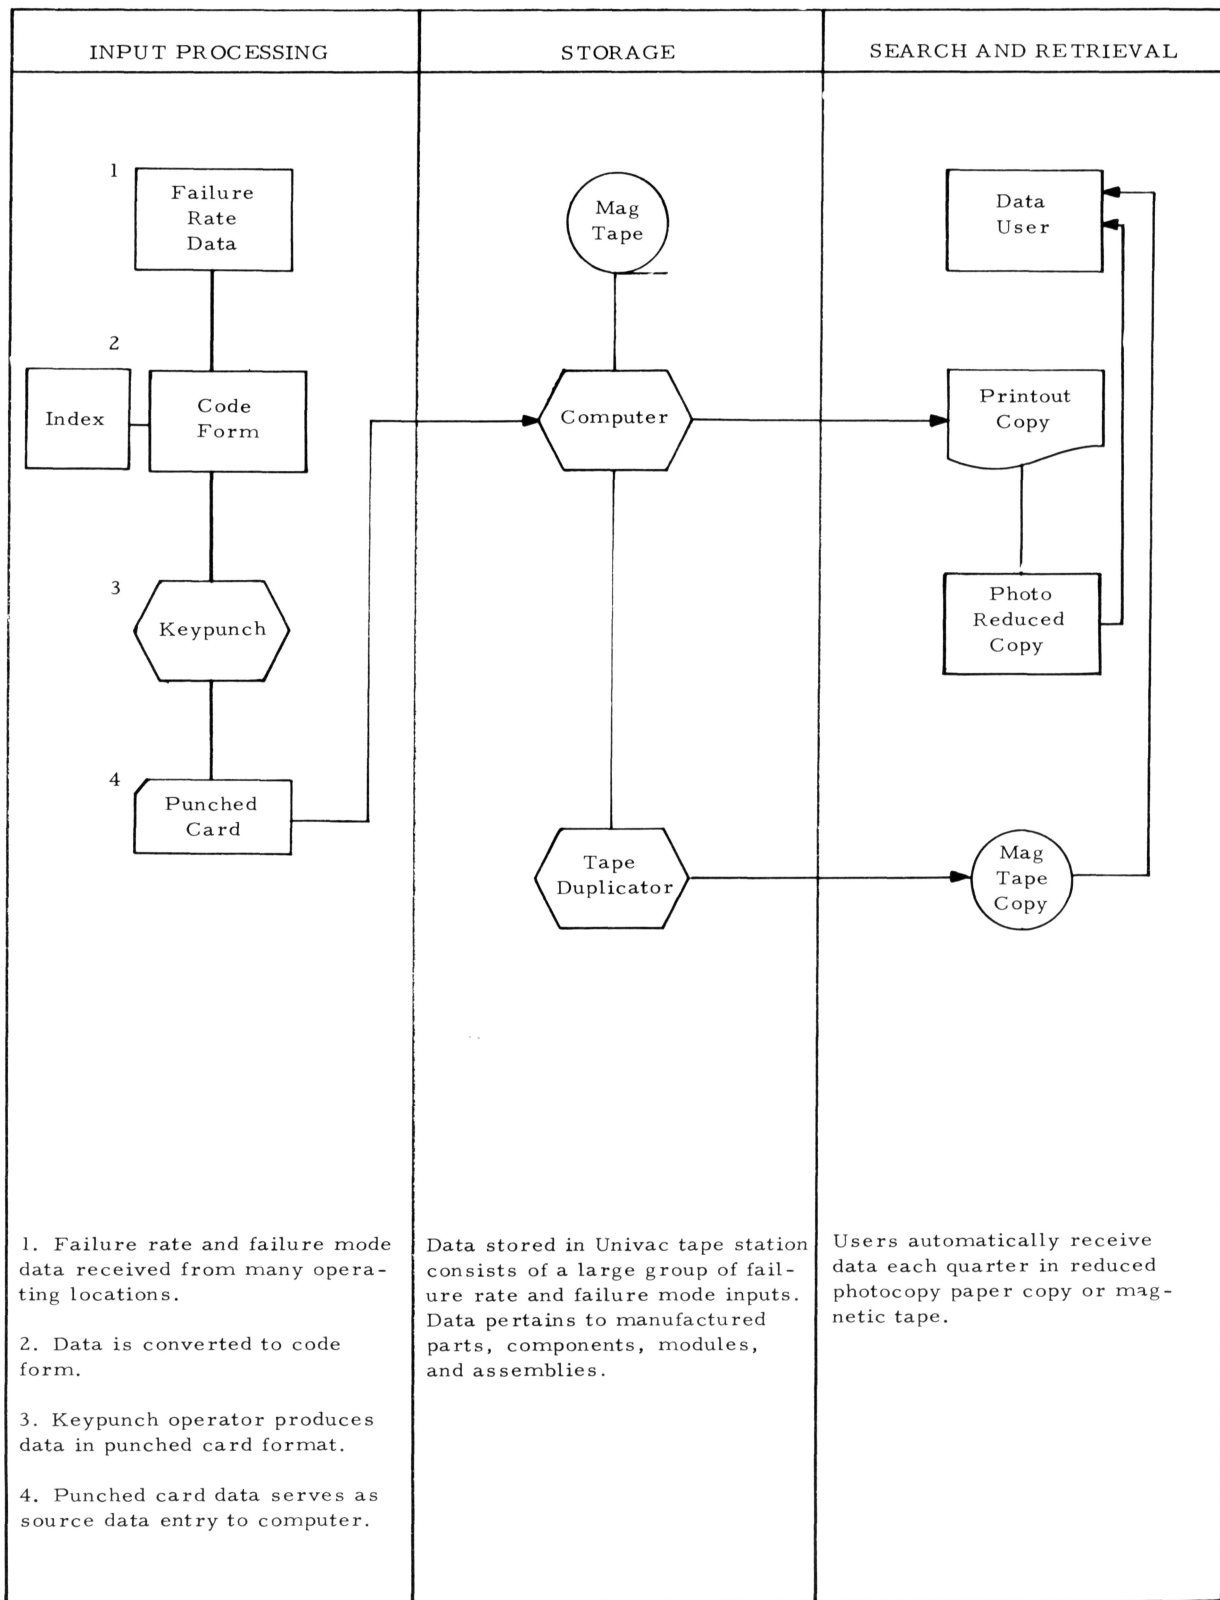 INPUT PROCESSING
STORAGE
SEARCH AND RETRIEVAL
1
Failure
Rate
Data
2
Index
Code
Form
3
Keypunch
4
Punched
Card
Mag
Tape
Computer
Tape
Duplicator
Data
User
Printout
Copy
Photo
Reduced
Copy
Mag
Tape
Copy
1. Failure rate and failure mode
data received from many opera-
ting locations.
2. Data is converted to code
form.
3. Keypunch operator produces
data in punched card format.
4. Punched card data serves as
source data entry to computer.
Data stored in Univac tape station
consists of a large group of fail-
ure rate and failure mode inputs.
Data pertains to manufactured
parts, components, modules,
and assemblies.
Users automatically receive
data each quarter in reduced
photocopy paper copy or mag-
netic tape.